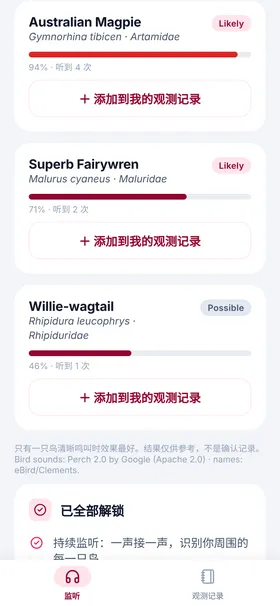 Australian Magpie
Likely
Gymnorhina tibicen · Artamidae
94% · 听到 4 次
+ 添加到我的观测记录
Superb Fairywren
Likely
Malurus cyaneus · Maluridae
71% · 听到 2 次
+ 添加到我的观测记录
Willie-wagtail
Possible
Rhipidura leucophrys ·
Rhipiduridae
46% · 听到 1 次
+ 添加到我的观测记录
只有一只鸟清晰鸣叫时效果最好。结果仅供参考，不是确认记录。
Bird sounds: Perch 2.0 by Google (Apache 2.0) · names:
eBird/Clements.
已全部解锁
持续监听：一声接一声，识别你周围的
每一只鸟
监听
观测记录